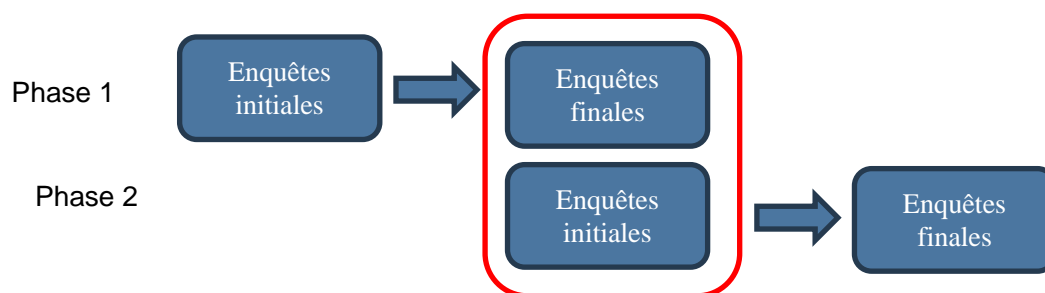 Phase 1
Enquêtes
initiales
Enquêtes
finales
Phase 2
Enquêtes
initiales
Enquêtes
finales